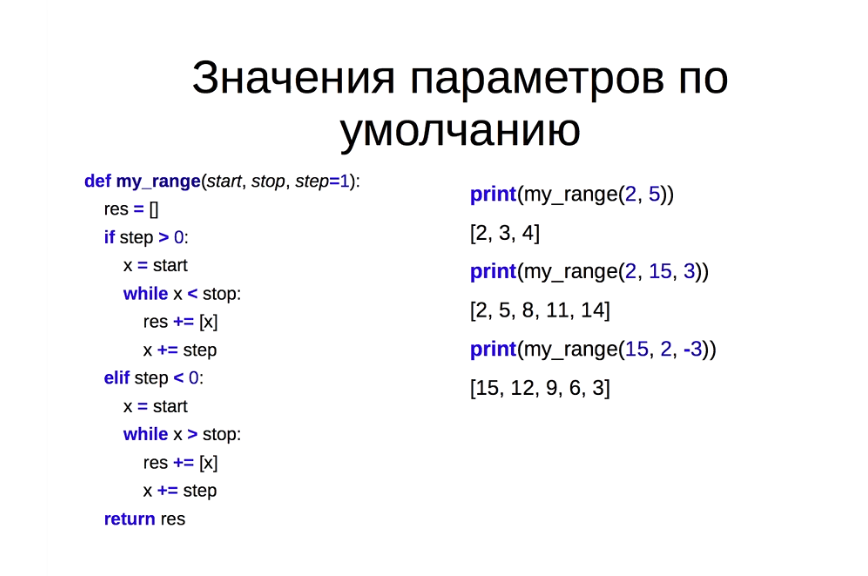 Значения параметров по
умолчанию
def my_range(start, stop, step=1):
res = []
if step > 0:
x = start
while x < stop:
res += [x]
x += step
elif step < 0:
x = start
while x > stop:
res += [x]
x += step
return res
print(my_range(2, 5))
[2, 3, 4]
print(my_range(2, 15, 3))
[2, 5, 8, 11, 14]
print(my_range(15, 2, -3))
[15, 12, 9, 6, 3]